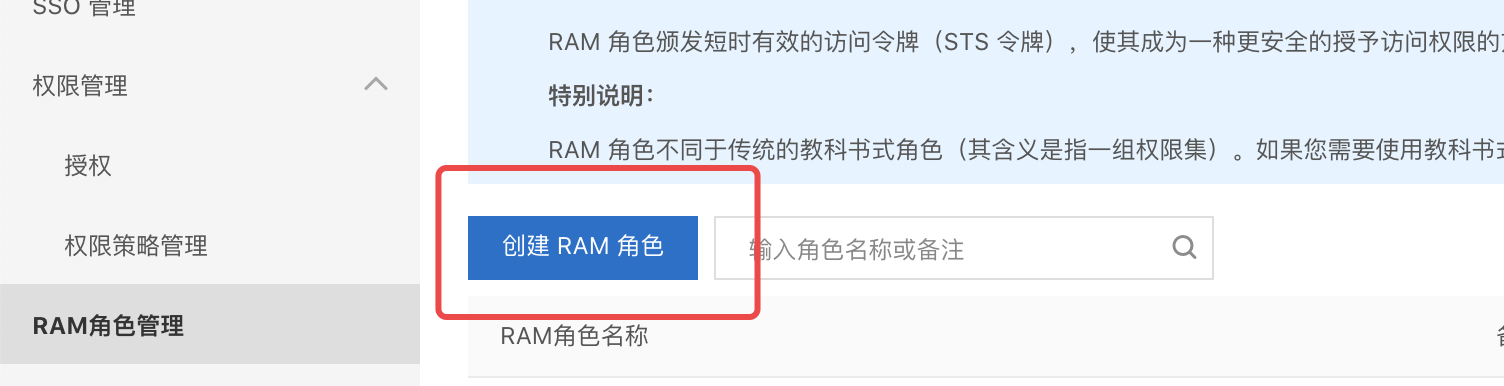 SSO 管理
权限管理
授权
权限策略管理
RAM角色管理
RAM 角色颁发短时有效的访问令牌（STS 令牌），使其成为一种更安全的授予访问权限的
特别说明：
RAM 角色不同于传统的教科书式角色（其含义是指一组权限集）。如果您需要使用教科书式
创建 RAM 角色
输入角色名称或备注
RAM角色名称